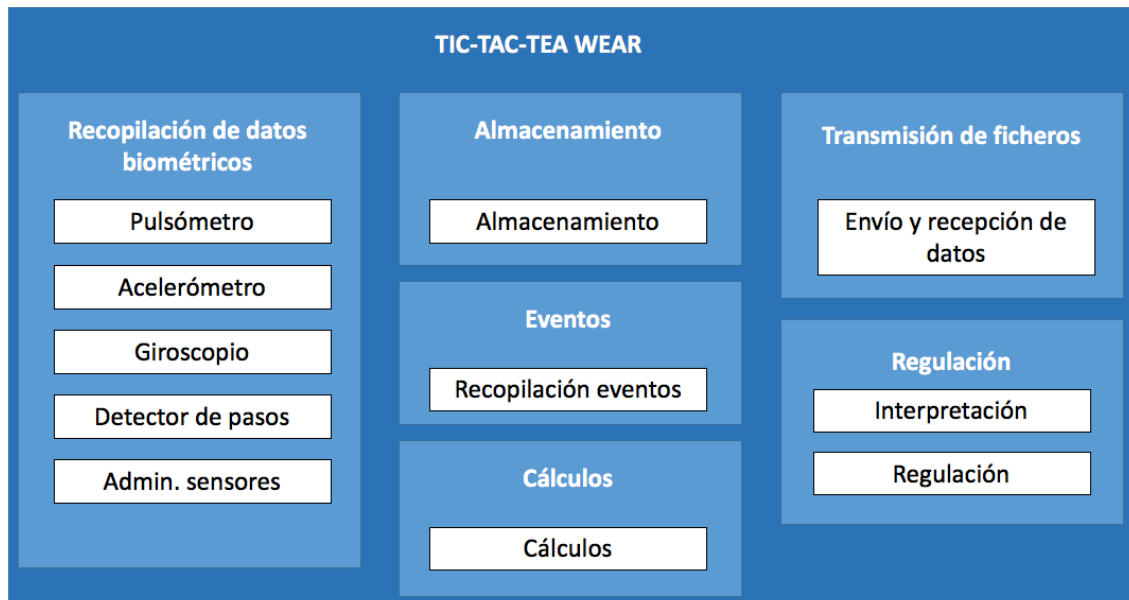 TIC-TAC-TEA WEAR
Recopilación de datos
biométricos
Pulsómetro
Acelerómetro
Giroscopio
Detector de pasos
Admin. sensores
Almacenamiento
Almacenamiento
Eventos
Recopilación eventos
Cálculos
Cálculos
Transmisión de ficheros
Envío y recepción de
datos
Regulación
Interpretación
Regulación